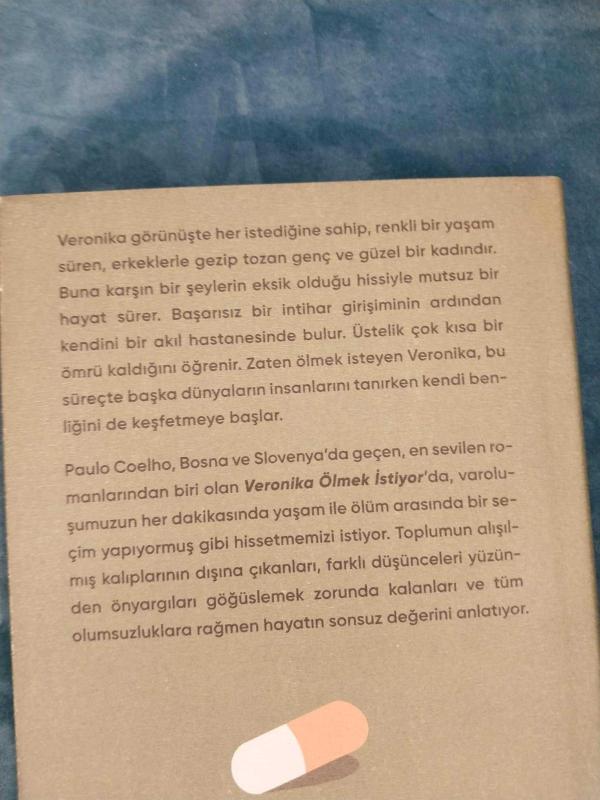 Veronika görünüşte her istediğine sahip, renkli bir yaşam
süren, erkeklerle gezip tozan genç ve güzel bir kadındır.
Buna karşın bir şeylerin eksik olduğu hissiyle mutsuz bir
hayat sürer. Başarısız bir intihar girişiminin ardından
kendini bir akıl hastanesinde bulur. Üstelik çok kısa bir
ömrü kaldığını öğrenir. Zaten ölmek isteyen Veronika, bu
süreçte başka dünyaların insanlarını tanırken kendi ben-
liğini de keşfetmeye başlar.
Paulo Coelho, Bosna ve Slovenya'da geçen, en sevilen ro-
manlarından biri olan Veronika Ölmek İstiyor'da, varolu-
şumuzun her dakikasında yaşam ile ölüm arasında bir se-
çim yapıyormuş gibi hissetmemizi istiyor. Toplumun alışıl-
mış kalıplarının dışına çıkanları, farklı düşünceleri yüzün-
den önyargıları göğüslemek zorunda kalanları ve tüm
olumsuzluklara rağmen hayatın sonsuz değerini anlatıyor.